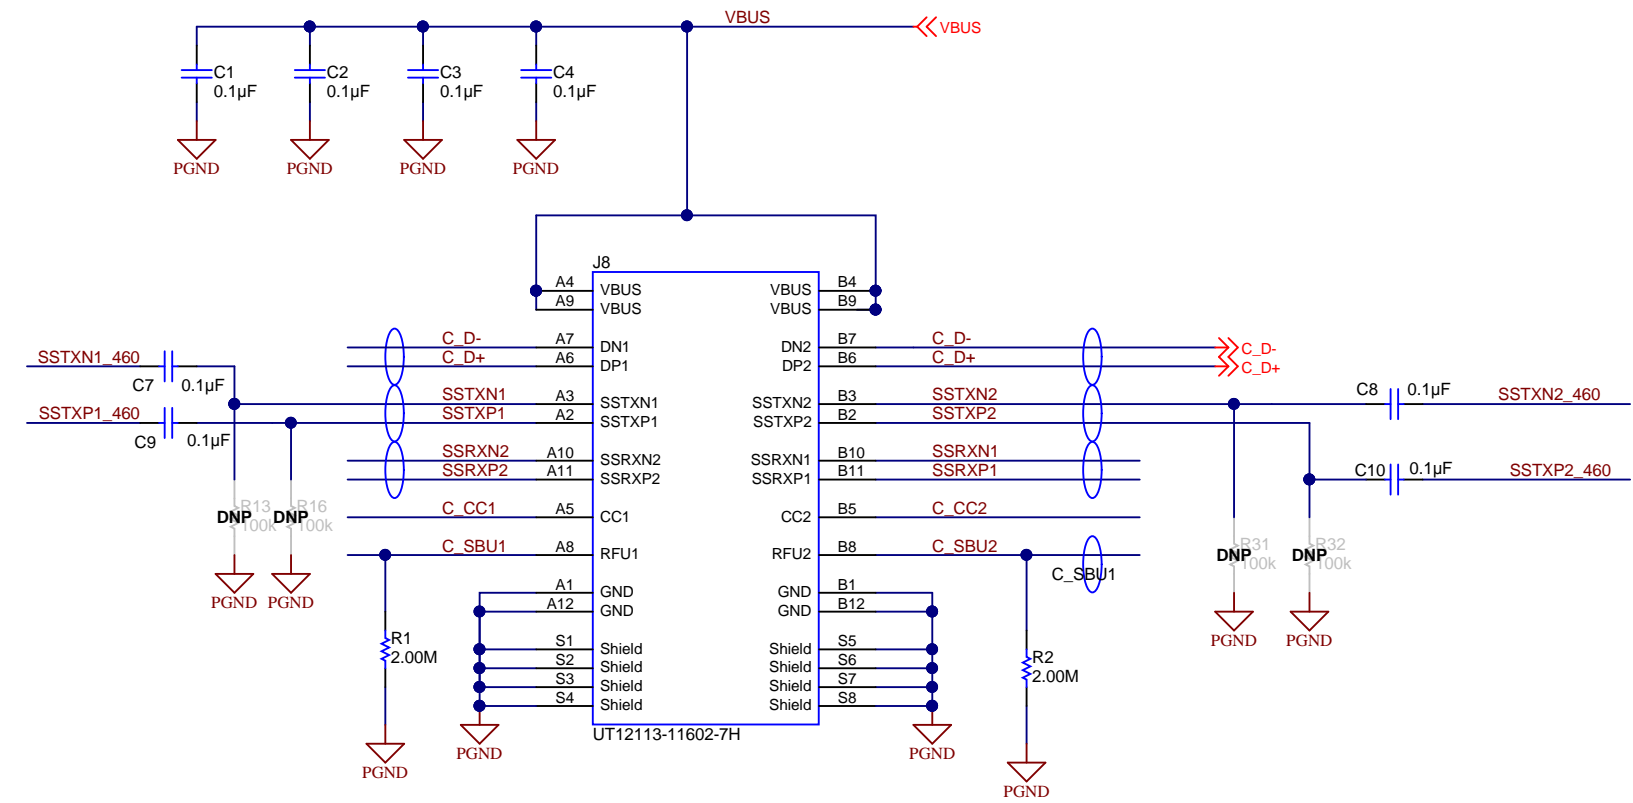 VBUS
VBUS
C1
0.1µF
C2
0.1µF
C3
0.1µF
C4
0.1µF
PGND
PGND
PGND
PGND
J8
A4 VBUS VBUS B4
A9 VBUS VBUS B9
C_D- A7 DN1 DN2 B7 C_D- C_D-
C_D+ A6 DP1 DP2 B6 C_D+ C_D+
SSTXN1_460
C7 0.1µF
SSTXN1 A3 SSTXN1 SSTXN2 B3 SSTXN2
C8 0.1µF SSTXN2_460
SSTXP1_460
C9 0.1µF
SSTXP1 A2 SSTXP1 SSTXP2 B2 SSTXP2
SSRXN2 A10 SSRXN2 SSRXN1 B10 SSRXN1
SSRXP2 A11 SSRXP2 SSRXP1 B11 SSRXP1
C10 0.1µF SSTXP2_460
R13
DNP
100k
R16
DNP
100k
C_CC1 A5 CC1 CC2 B5 C_CC2
C_SBU1 A8 RFU1 RFU2 B8 C_SBU2
C_SBU1
R31
DNP
100k
R32
DNP
100k
PGND PGND
A1 GND GND B1
A12 GND GND B12
PGND PGND
R1
2.00M
S1 Shield Shield S5
S2 Shield Shield S6
S3 Shield Shield S7
S4 Shield Shield S8
R2
2.00M
UT12113-11602-7H
PGND
PGND
PGND
PGND